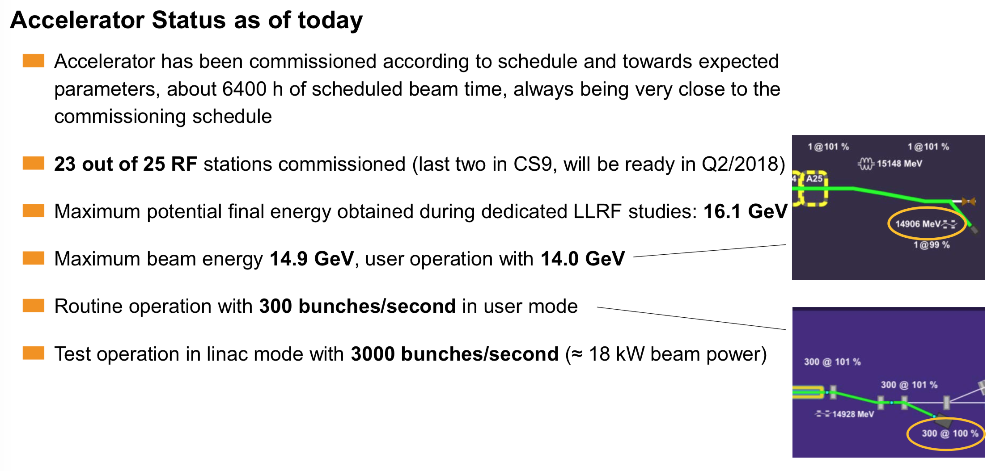 Accelerator Status as of today
Accelerator has been commissioned according to schedule and towards expected
parameters, about 6400 h of scheduled beam time, always being very close to the
commissioning schedule
23 out of 25 RF stations commissioned (last two in CS9, will be ready in Q2/2018)
Maximum potential final energy obtained during dedicated LLRF studies: 16.1 GeV
Maximum beam energy 14.9 GeV, user operation with 14.0 GeV
Routine operation with 300 bunches/second in user mode
Test operation in linac mode with 3000 bunches/second (≈ 18 kW beam power)
1@101 % 1@101 %
15148 MeV
4 A25
14906 MeV
1@99 %
300 @ 101 %
300 @ 101 %
14928 MeV
300 @ 100 %